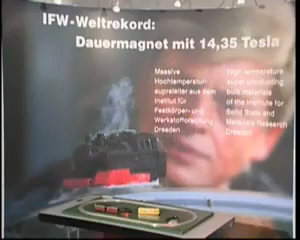 IFW-Weltrekord:
Dauermagnet mit 14,35 Tesla
Massive
Hochtemperatur-
supraleiter aus dem
Institut für
Festkörper- und
Werkstofforschung
Dresden
High temperature
super conducting
bulk materials
of the Institute for
Solid State and
Materials Research
Dresden